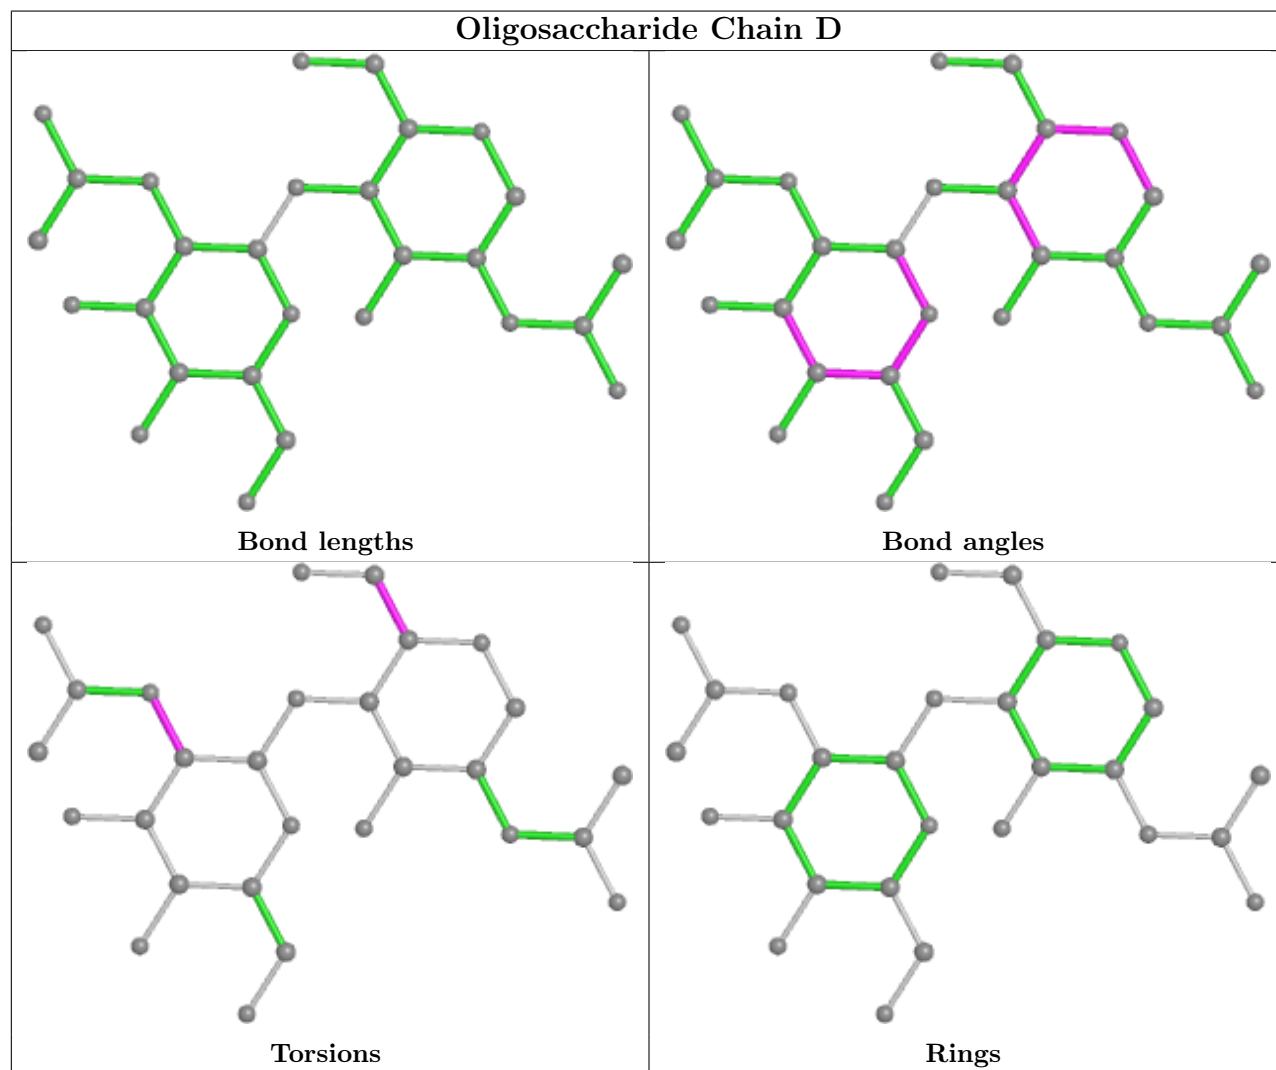 Oligosaccharide Chain D
Bond lengths
Bond angles
Torsions
Rings